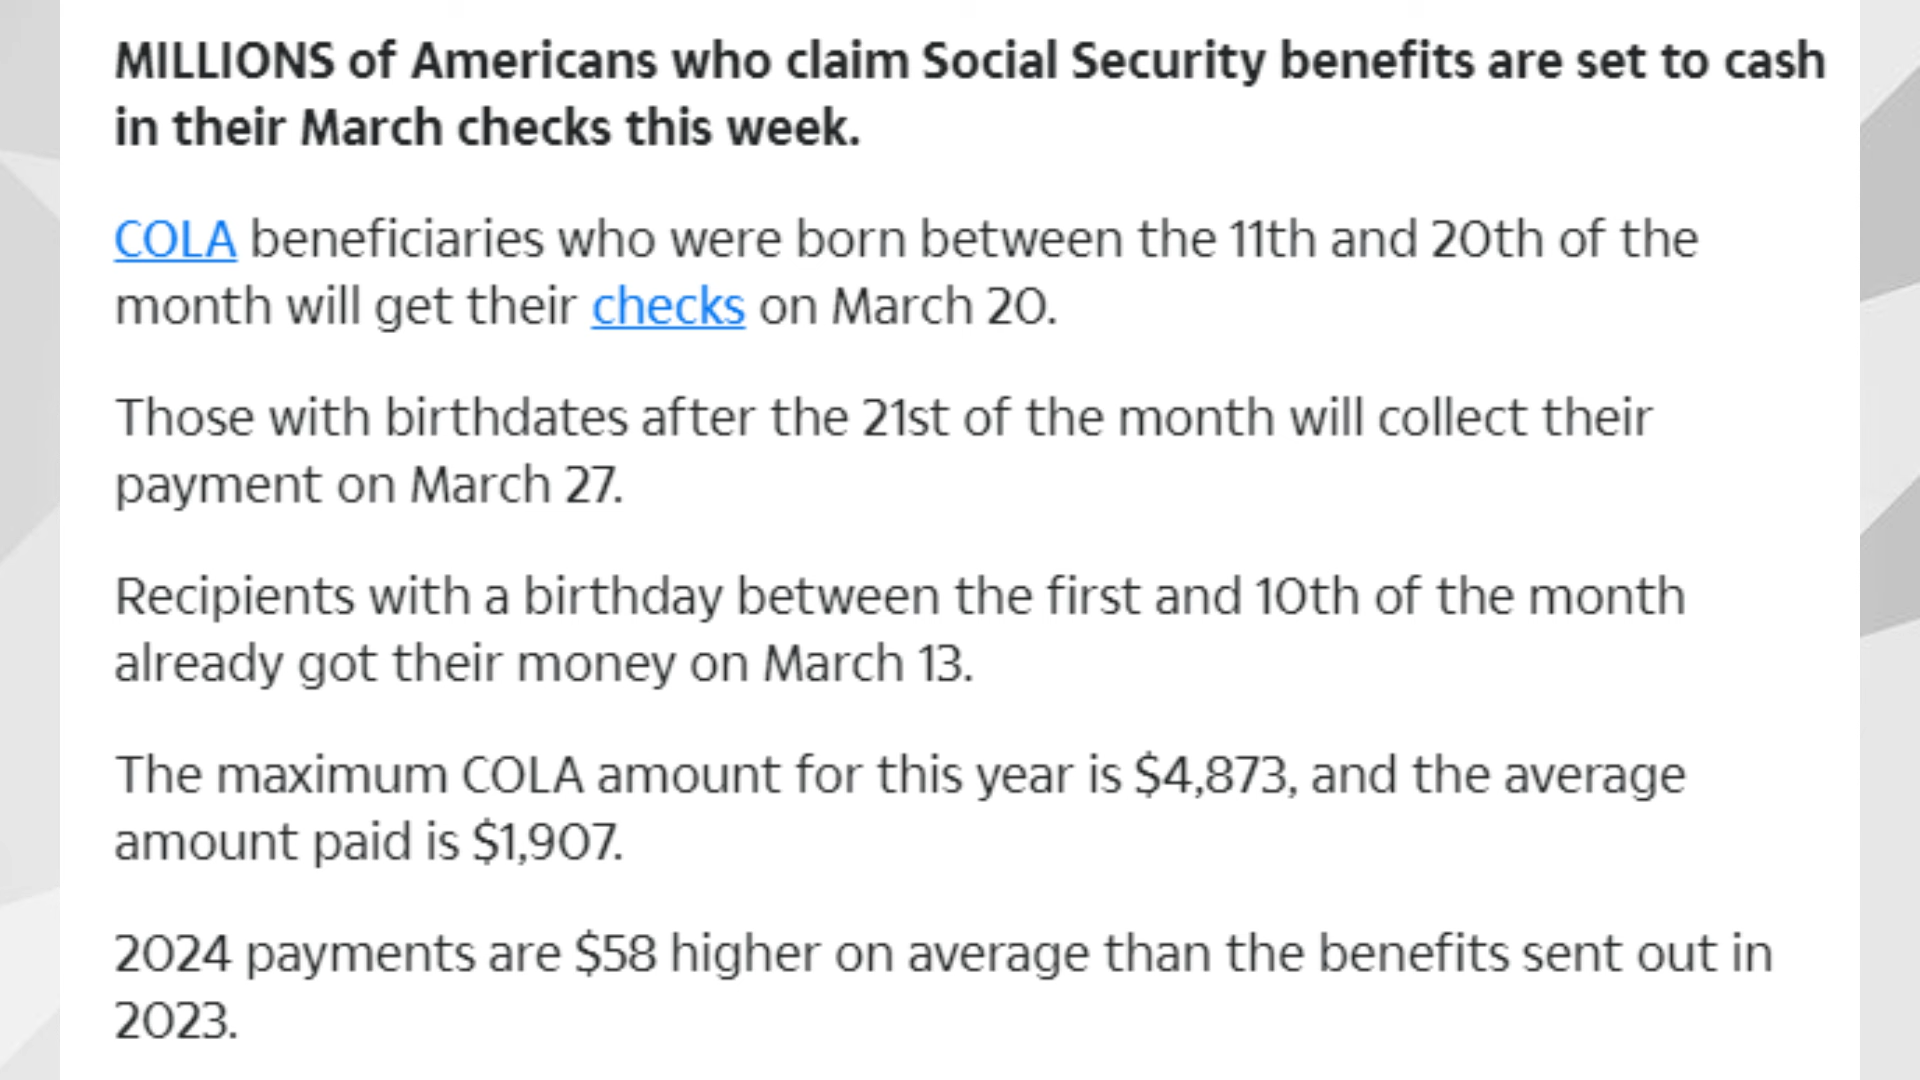 MILLIONS of Americans who claim Social Security benefits are set to cash
in their March checks this week.
COLA beneficiaries who were born between the 11th and 20th of the
month will get their checks on March 20.
Those with birthdates after the 21st of the month will collect their
payment on March 27.
Recipients with a birthday between the first and 10th of the month
already got their money on March 13.
The maximum COLA amount for this year is $4,873, and the average
amount paid is $1,907.
2024 payments are $58 higher on average than the benefits sent out in
2023.